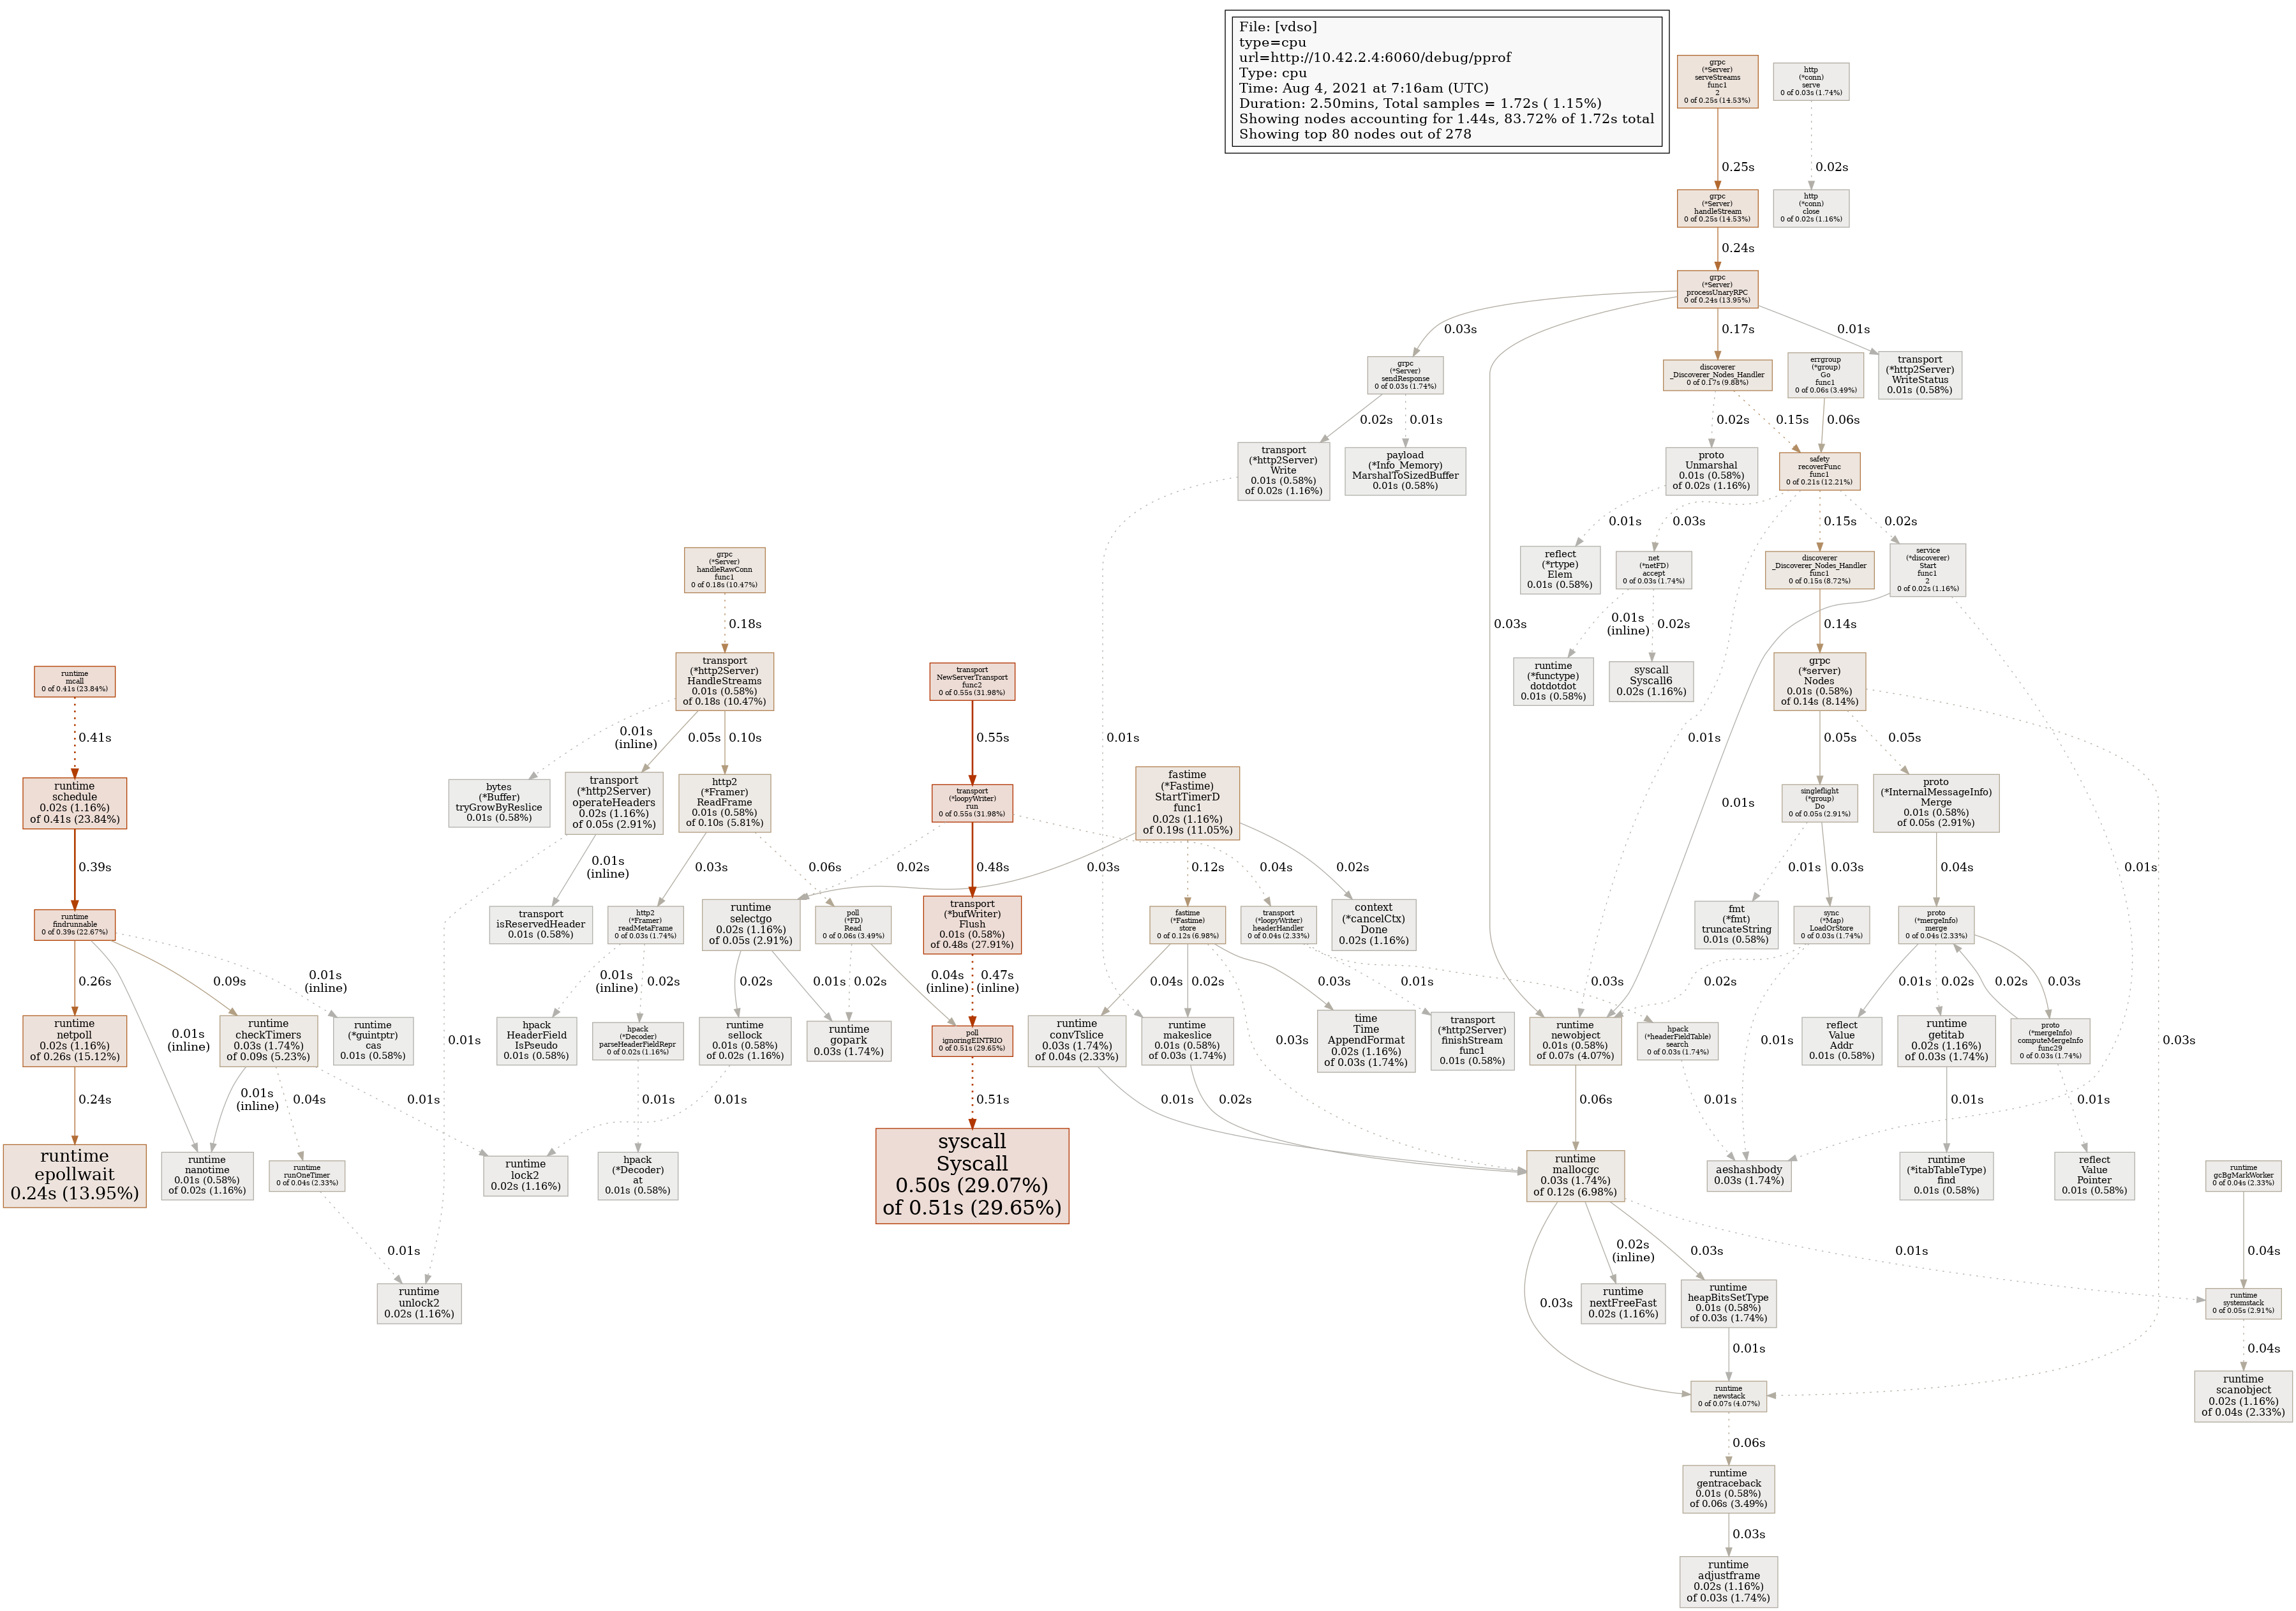 File: [vdso]
type=cpu
url=http://10.42.2.4:6060/debug/pprof
Type: cpu
Time: Aug 4, 2021 at 7:16am (UTC)
Duration: 2.50mins, Total samples = 1.72s ( 1.15%)
Showing nodes accounting for 1.44s, 83.72% of 1.72s total
Showing top 80 nodes out of 278
grpc
(*Server)
serveStreams
func1
2
0 of 0.25s (14.53%)
http
(*conn)
serve
0 of 0.03s (1.74%)
0.25s
0.02s
grpc
(*Server)
handleStream
0 of 0.25s (14.53%)
http
(*conn)
close
0 of 0.02s (1.16%)
0.24s
grpc
(*Server)
processUnaryRPC
0 of 0.24s (13.95%)
0.03s
0.17s
0.01s
grpc
(*Server)
sendResponse
0 of 0.03s (1.74%)
discoverer
_Discoverer_Nodes_Handler
0 of 0.17s (9.88%)
errgroup
(*group)
Go
func1
0 of 0.06s (3.49%)
transport
(*http2Server)
WriteStatus
0.01s (0.58%)
0.02s
0.01s
0.02s
0.15s
0.06s
transport
(*http2Server)
Write
0.01s (0.58%)
of 0.02s (1.16%)
payload
(*Info_Memory)
MarshalToSizedBuffer
0.01s (0.58%)
proto
Unmarshal
0.01s (0.58%)
of 0.02s (1.16%)
safety
recoverFunc
func1
0 of 0.21s (12.21%)
0.01s
0.03s
0.15s
0.02s
grpc
(*Server)
handleRawConn
func1
0 of 0.18s (10.47%)
reflect
(*rtype)
Elem
0.01s (0.58%)
net
(*netFD)
accept
0 of 0.03s (1.74%)
discoverer
_Discoverer_Nodes_Handler
func1
0 of 0.15s (8.72%)
service
(*discoverer)
Start
func1
2
0 of 0.02s (1.16%)
0.18s
0.03s
0.01s
(inline)
0.02s
0.14s
runtime
mcall
0 of 0.41s (23.84%)
transport
(*http2Server)
HandleStreams
0.01s (0.58%)
of 0.18s (10.47%)
transport
NewServerTransport
func2
0 of 0.55s (31.98%)
runtime
(*functype)
dotdotdot
0.01s (0.58%)
syscall
Syscall6
0.02s (1.16%)
grpc
(*server)
Nodes
0.01s (0.58%)
of 0.14s (8.14%)
0.41s
0.01s
(inline)
0.05s
0.10s
0.55s
0.01s
0.01s
0.05s
0.05s
runtime
schedule
0.02s (1.16%)
of 0.41s (23.84%)
bytes
(*Buffer)
tryGrowByReslice
0.01s (0.58%)
transport
(*http2Server)
operateHeaders
0.02s (1.16%)
of 0.05s (2.91%)
http2
(*Framer)
ReadFrame
0.01s (0.58%)
of 0.10s (5.81%)
transport
(*loopyWriter)
run
0 of 0.55s (31.98%)
fastime
(*Fastime)
StartTimerD
func1
0.02s (1.16%)
of 0.19s (11.05%)
0.01s
singleflight
(*group)
Do
0 of 0.05s (2.91%)
proto
(*InternalMessageInfo)
Merge
0.01s (0.58%)
of 0.05s (2.91%)
0.39s
0.01s
(inline)
0.03s
0.06s
0.02s
0.48s
0.03s
0.12s
0.04s
0.02s
0.01s
0.03s
0.04s
0.01s
runtime
findrunnable
0 of 0.39s (22.67%)
transport
isReservedHeader
0.01s (0.58%)
http2
(*Framer)
readMetaFrame
0 of 0.03s (1.74%)
runtime
selectgo
0.02s (1.16%)
of 0.05s (2.91%)
poll
(*FD)
Read
0 of 0.06s (3.49%)
transport
(*bufWriter)
Flush
0.01s (0.58%)
of 0.48s (27.91%)
fastime
(*Fastime)
store
0 of 0.12s (6.98%)
transport
(*loopyWriter)
headerHandler
0 of 0.04s (2.33%)
context
(*cancelCtx)
Done
0.02s (1.16%)
fmt
(*fmt)
truncateString
0.01s (0.58%)
sync
(*Map)
LoadOrStore
0 of 0.03s (1.74%)
proto
(*mergeInfo)
merge
0 of 0.04s (2.33%)
0.26s
0.01s
(inline)
0.09s
0.01s
(inline)
0.01s
0.01s
(inline)
0.02s
0.02s
0.01s
0.02s
0.04s
(inline)
0.47s
(inline)
0.04s
0.02s
0.03s
0.03s
0.01s
0.03s
0.02s
0.01s
0.01s
0.02s
0.02s
0.03s
0.03s
runtime
netpoll
0.02s (1.16%)
of 0.26s (15.12%)
runtime
checkTimers
0.03s (1.74%)
of 0.09s (5.23%)
runtime
(*guintptr)
cas
0.01s (0.58%)
hpack
HeaderField
IsPseudo
0.01s (0.58%)
hpack
(*Decoder)
parseHeaderFieldRepr
0 of 0.02s (1.16%)
runtime
sellock
0.01s (0.58%)
of 0.02s (1.16%)
runtime
gopark
0.03s (1.74%)
poll
ignoringEINTRIO
0 of 0.51s (29.65%)
runtime
convTslice
0.03s (1.74%)
of 0.04s (2.33%)
runtime
makeslice
0.01s (0.58%)
of 0.03s (1.74%)
time
Time
AppendFormat
0.02s (1.16%)
of 0.03s (1.74%)
transport
(*http2Server)
finishStream
func1
0.01s (0.58%)
runtime
newobject
0.01s (0.58%)
of 0.07s (4.07%)
hpack
(*headerFieldTable)
search
0 of 0.03s (1.74%)
reflect
Value
Addr
0.01s (0.58%)
runtime
getitab
0.02s (1.16%)
of 0.03s (1.74%)
proto
(*mergeInfo)
computeMergeInfo
func29
0 of 0.03s (1.74%)
0.24s
0.01s
(inline)
0.04s
0.01s
0.01s
0.01s
0.51s
0.01s
0.02s
0.06s
0.01s
0.01s
0.01s
runtime
epollwait
0.24s (13.95%)
runtime
nanotime
0.01s (0.58%)
of 0.02s (1.16%)
runtime
runOneTimer
0 of 0.04s (2.33%)
runtime
lock2
0.02s (1.16%)
hpack
(*Decoder)
at
0.01s (0.58%)
syscall
Syscall
0.50s (29.07%)
of 0.51s (29.65%)
runtime
mallocgc
0.03s (1.74%)
of 0.12s (6.98%)
aeshashbody
0.03s (1.74%)
runtime
(*itabTableType)
find
0.01s (0.58%)
reflect
Value
Pointer
0.01s (0.58%)
runtime
gcBgMarkWorker
0 of 0.04s (2.33%)
0.01s
0.03s
0.02s
(inline)
0.03s
0.01s
0.04s
runtime
unlock2
0.02s (1.16%)
runtime
nextFreeFast
0.02s (1.16%)
runtime
heapBitsSetType
0.01s (0.58%)
of 0.03s (1.74%)
runtime
systemstack
0 of 0.05s (2.91%)
0.01s
0.04s
runtime
newstack
0 of 0.07s (4.07%)
runtime
scanobject
0.02s (1.16%)
of 0.04s (2.33%)
0.06s
runtime
gentraceback
0.01s (0.58%)
of 0.06s (3.49%)
0.03s
runtime
adjustframe
0.02s (1.16%)
of 0.03s (1.74%)